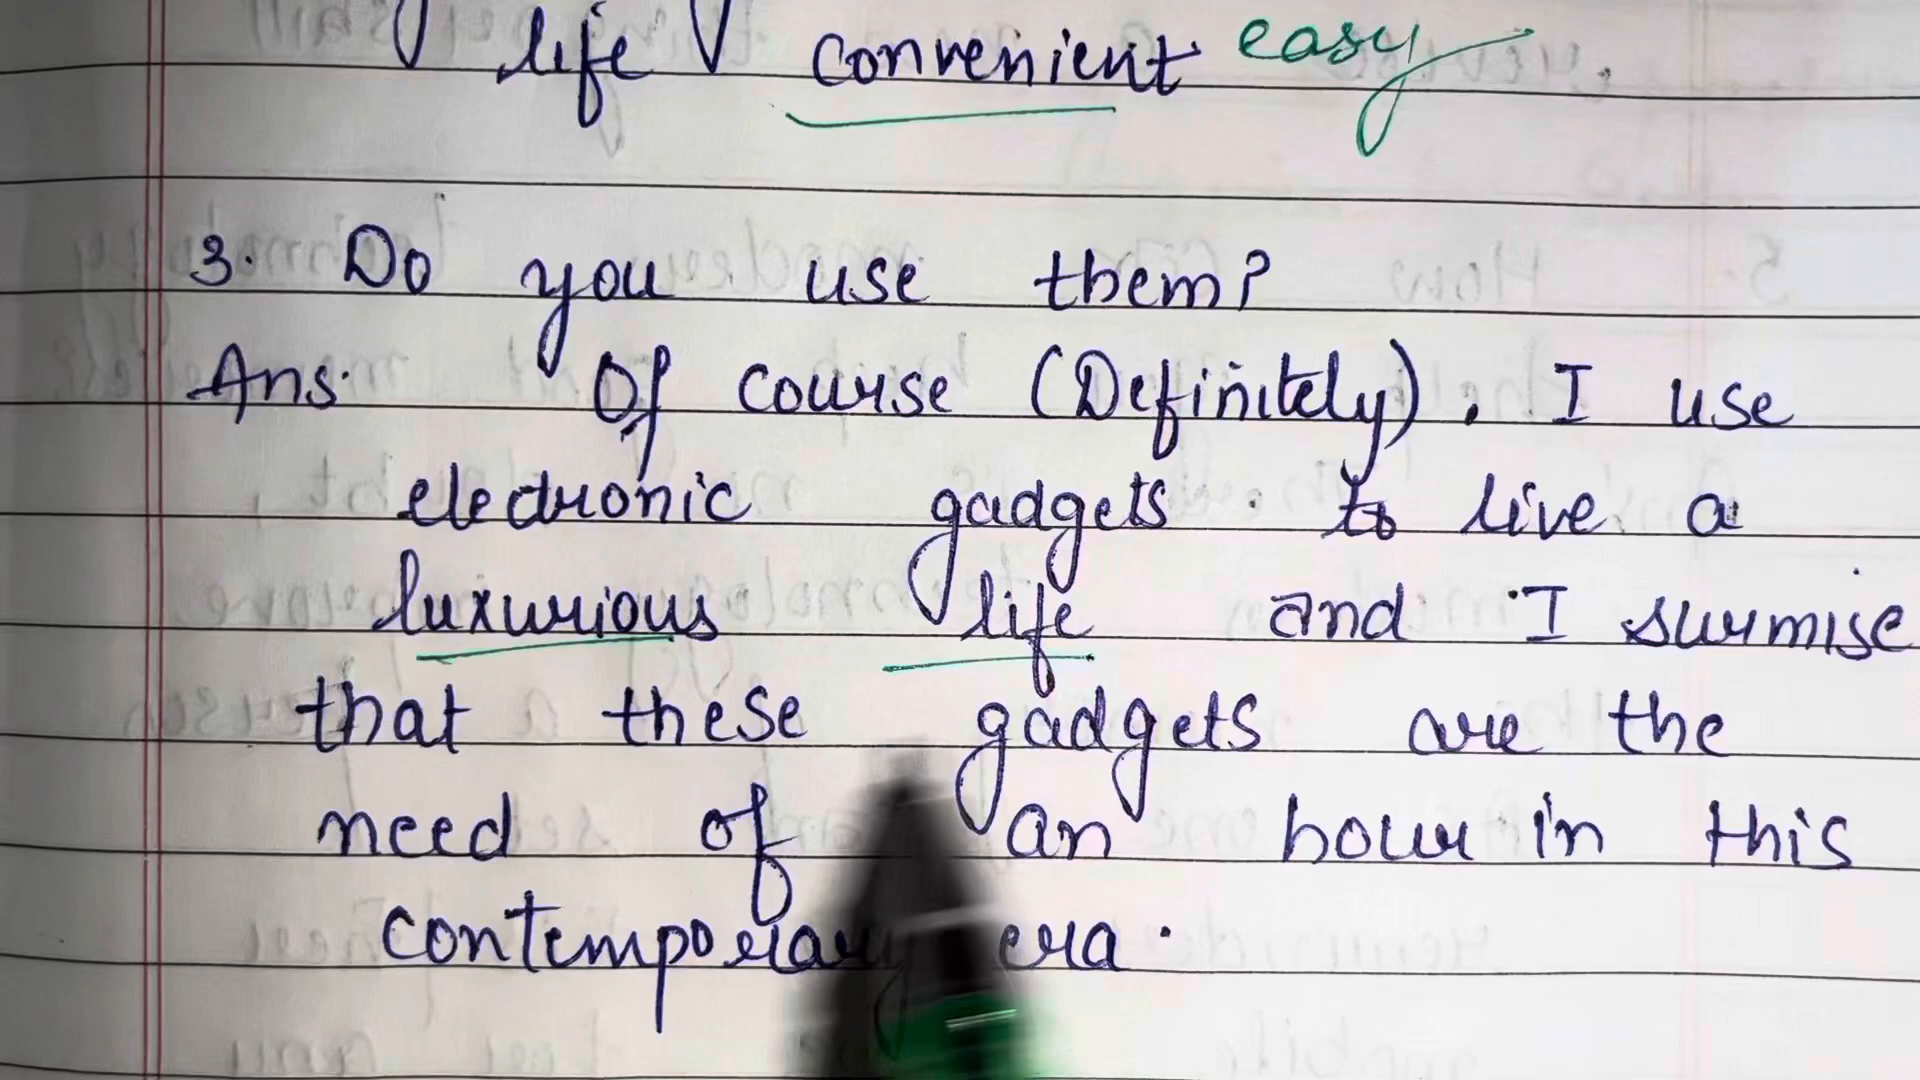 life convenient easy
3. Do you use them?
Ans. Of course (Definitely). I use
electronic gadgets to live a
luxurious life and I surmise
that these gadgets are the
need of an hour in this
contemporary era.